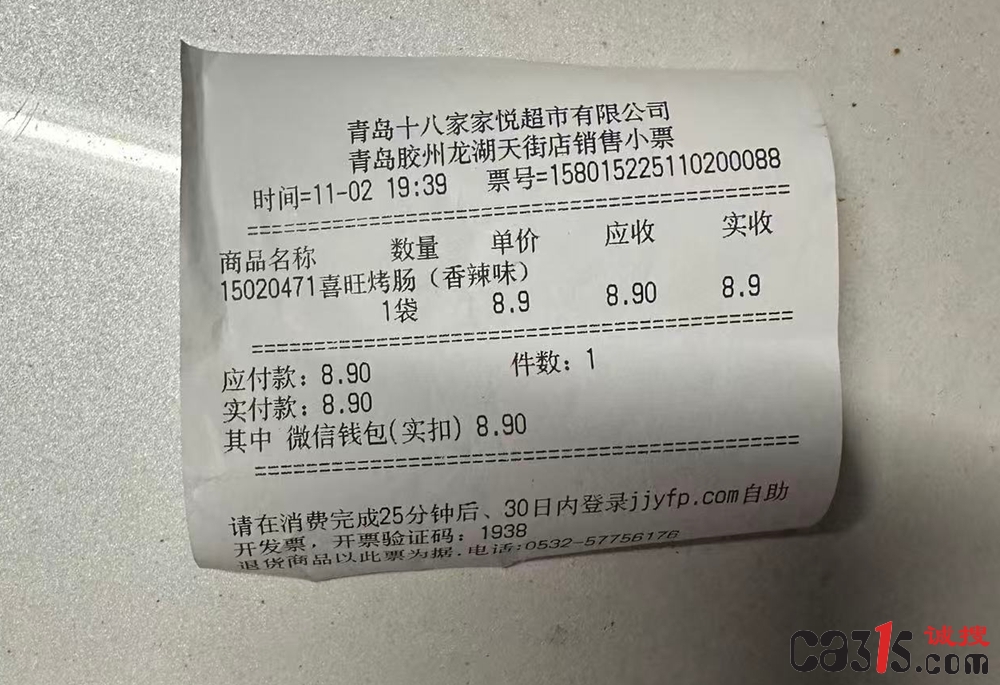 青岛十八家家悦超市有限公司
青岛胶州龙湖天街店销售小票
时间=11-02 19:39 票号=158015225110200088
================================================
商品名称 数量 单价 应收 实收
15020471喜旺烤肠（香辣味）
1袋 8.9 8.90 8.9
================================================
应付款：8.90 件数：1
实付款：8.90
其中 微信钱包(实扣) 8.90
================================================
请在消费完成25分钟后、30日内登录jjyfp.com自助
开发票，开票验证码：1938
退货商品以此票为据.电话:0532-57756176
ca315.com 诚搜